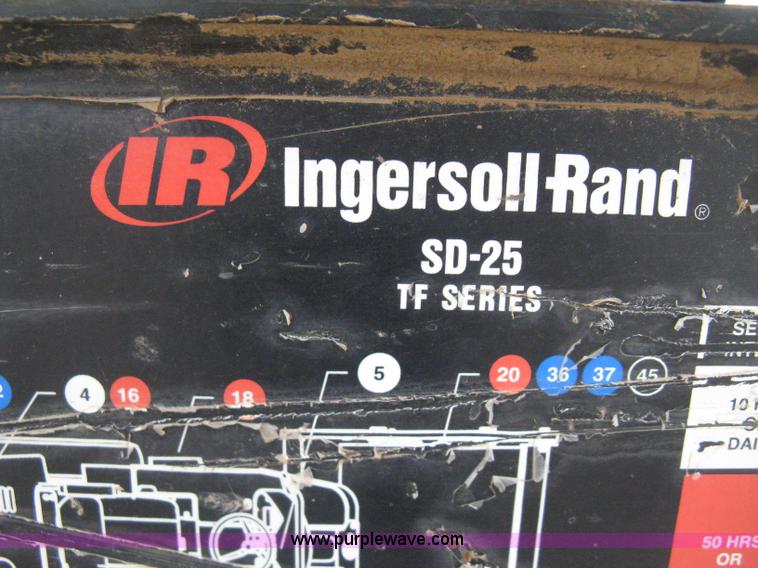 IR Ingersoll-Rand®
SD-25
TF SERIES
4 16 18 5 20 36 37 45
10
DAI
50 HRS
OR
www.purplewave.com